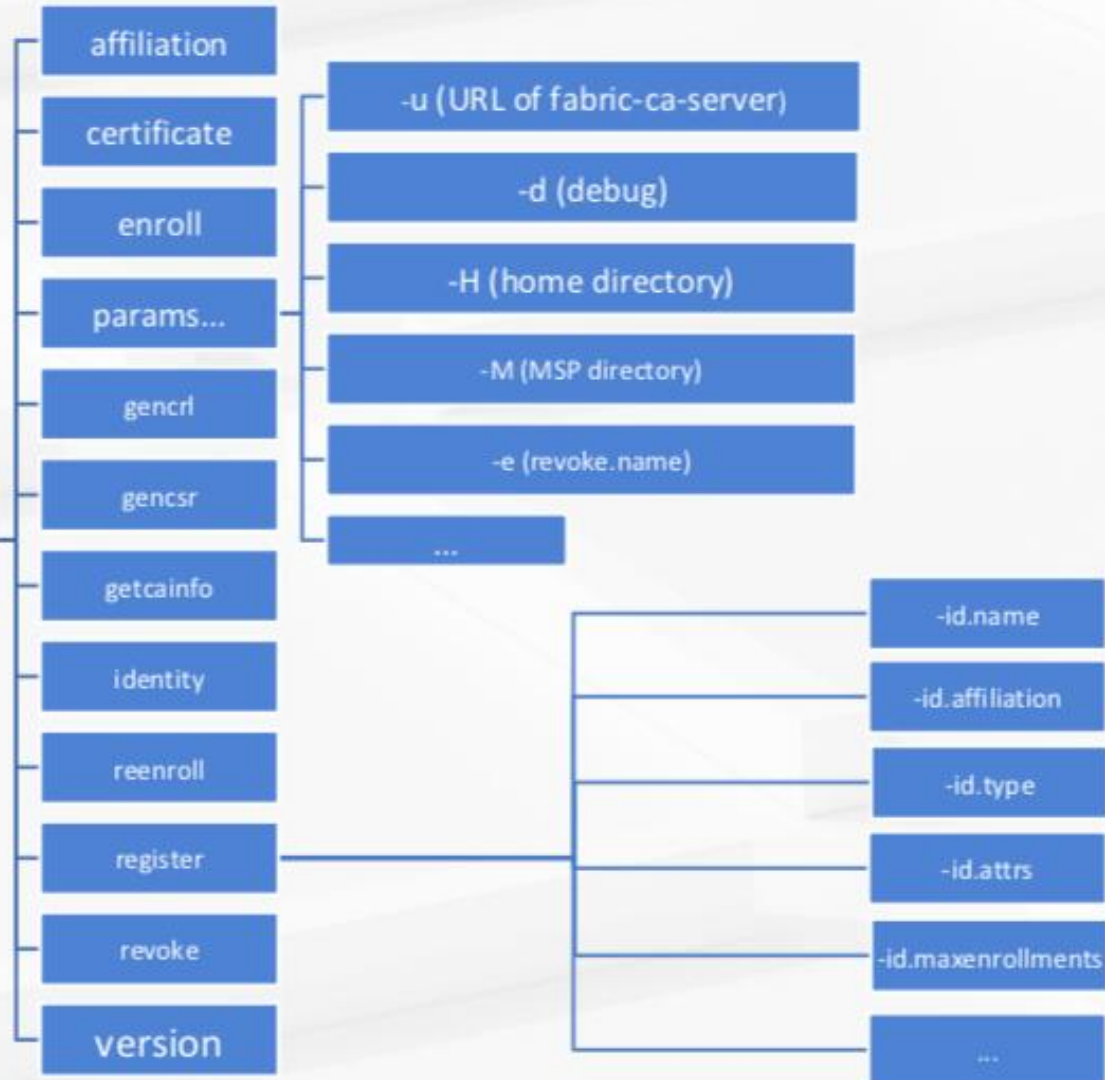 affiliation
certificate
enroll
params...
gencrl
gencsr
getcainfo
identity
reenroll
register
revoke
version
-u (URL of fabric-ca-server)
-d (debug)
-H (home directory)
-M (MSP directory)
-e (revoke.name)
...
-id.name
-id.affiliation
-id.type
-id.attrs
-id.maxenrollments
...